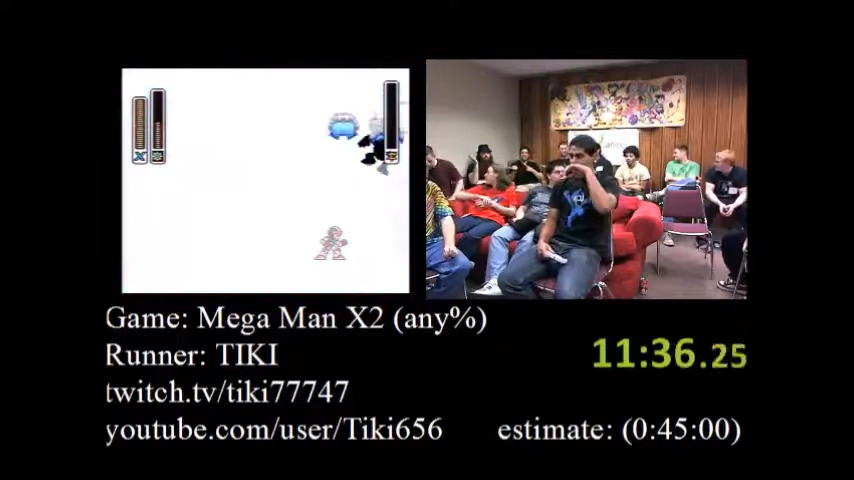 Game: Mega Man X2 (any%)
Runner: TIKI
11:36.25
twitch.tv/tiki77747
youtube.com/user/Tiki656
estimate: (0:45:00)